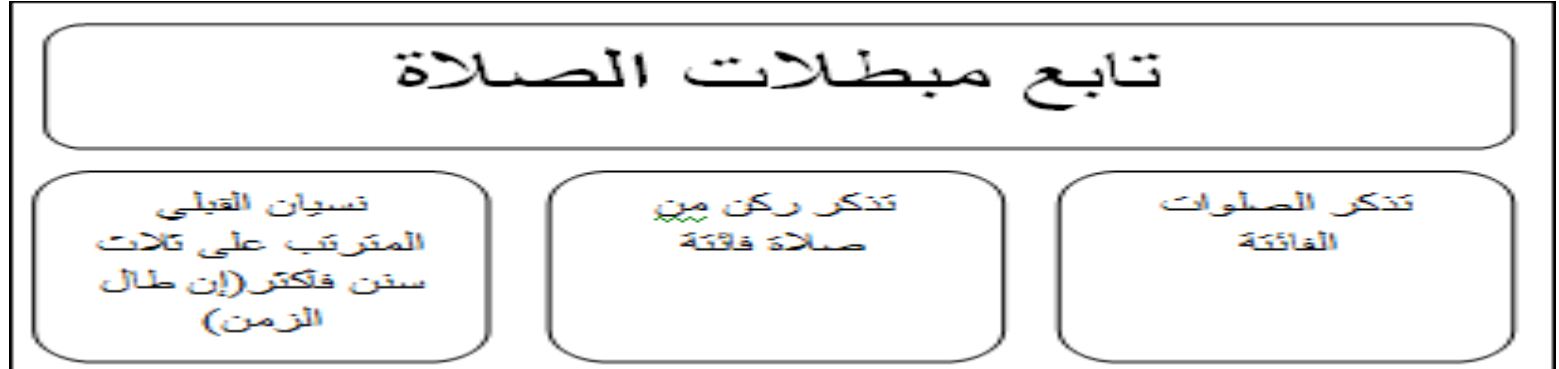 تابع مبطلات الصلاة
تذكر الصلوات
الفائتة
تذكر ركن من
صلاة فائتة
نسيان القبلي
المترتب على ثلاث
سنن فأكثر(إن طال
الزمن)